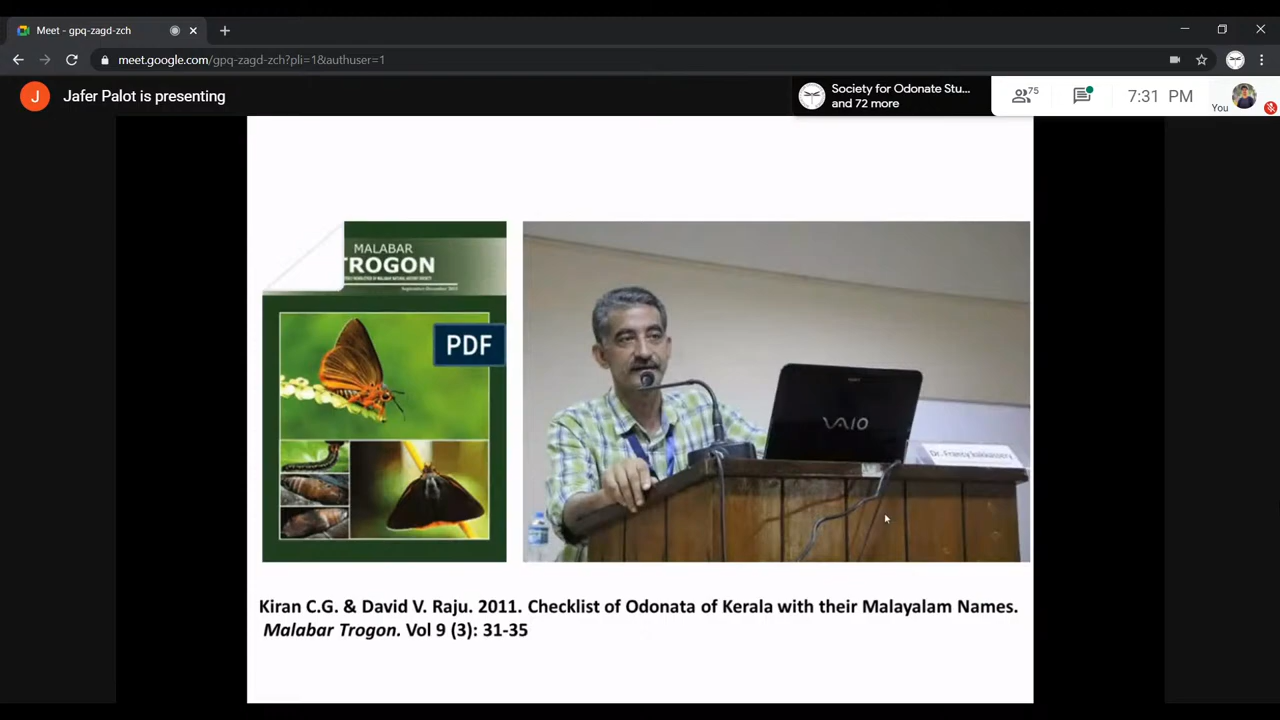 Meet - gpq-zagd-zch
meet.google.com/gpq-zagd-zch?pli=1&authuser=1
J
Jafer Palot is presenting
Society for Odonate Stu...
and 72 more
75
7:31 PM
You
MALABAR
TROGON
PDF
VAIO
Dr. Franty
Kiran C.G. & David V. Raju. 2011. Checklist of Odonata of Kerala with their Malayalam Names.
Malabar Trogon. Vol 9 (3): 31-35